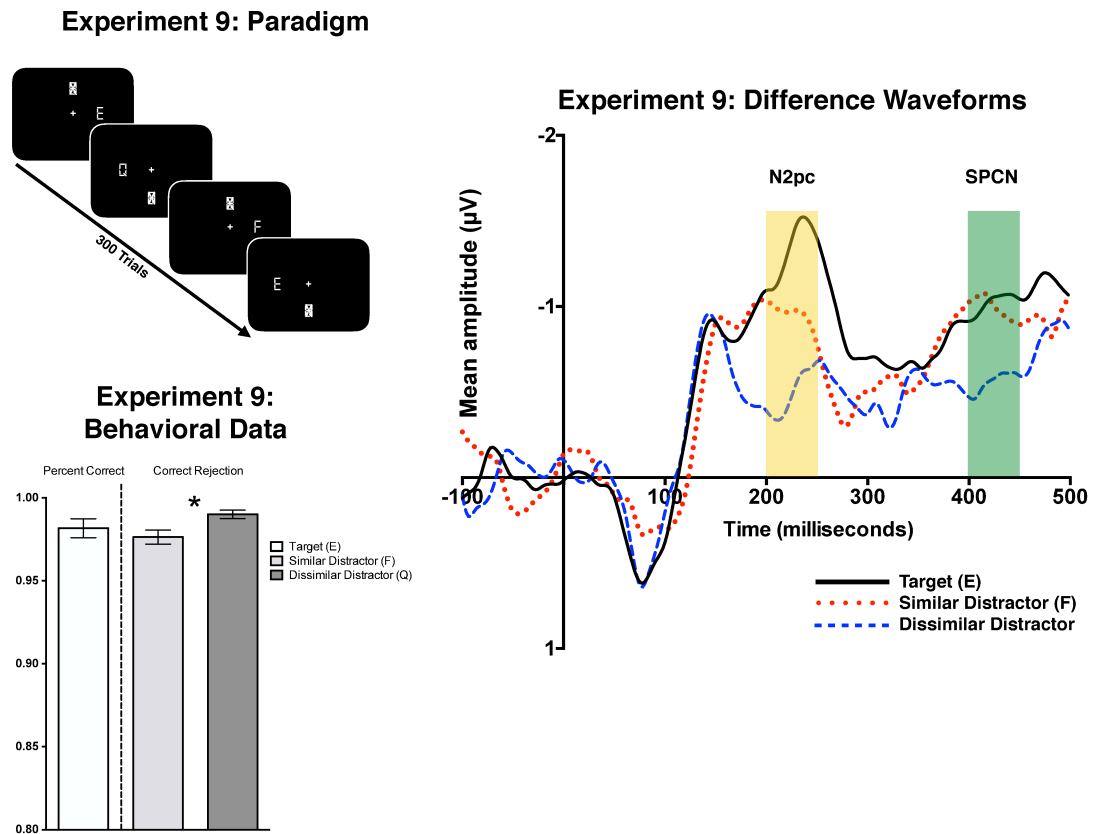 Experiment 9: Paradigm
E
Q
F
E
300 Trials
Experiment 9:
Behavioral Data
Percent Correct
Correct Rejection
*
1.00
0.95
0.90
0.85
0.80
Target (E)
Similar Distractor (F)
Dissimilar Distractor (Q)
Experiment 9: Difference Waveforms
-2
-1
1
Mean amplitude (µV)
N2pc
SPCN
-100
100
200
300
400
500
Time (milliseconds)
Target (E)
Similar Distractor (F)
Dissimilar Distractor